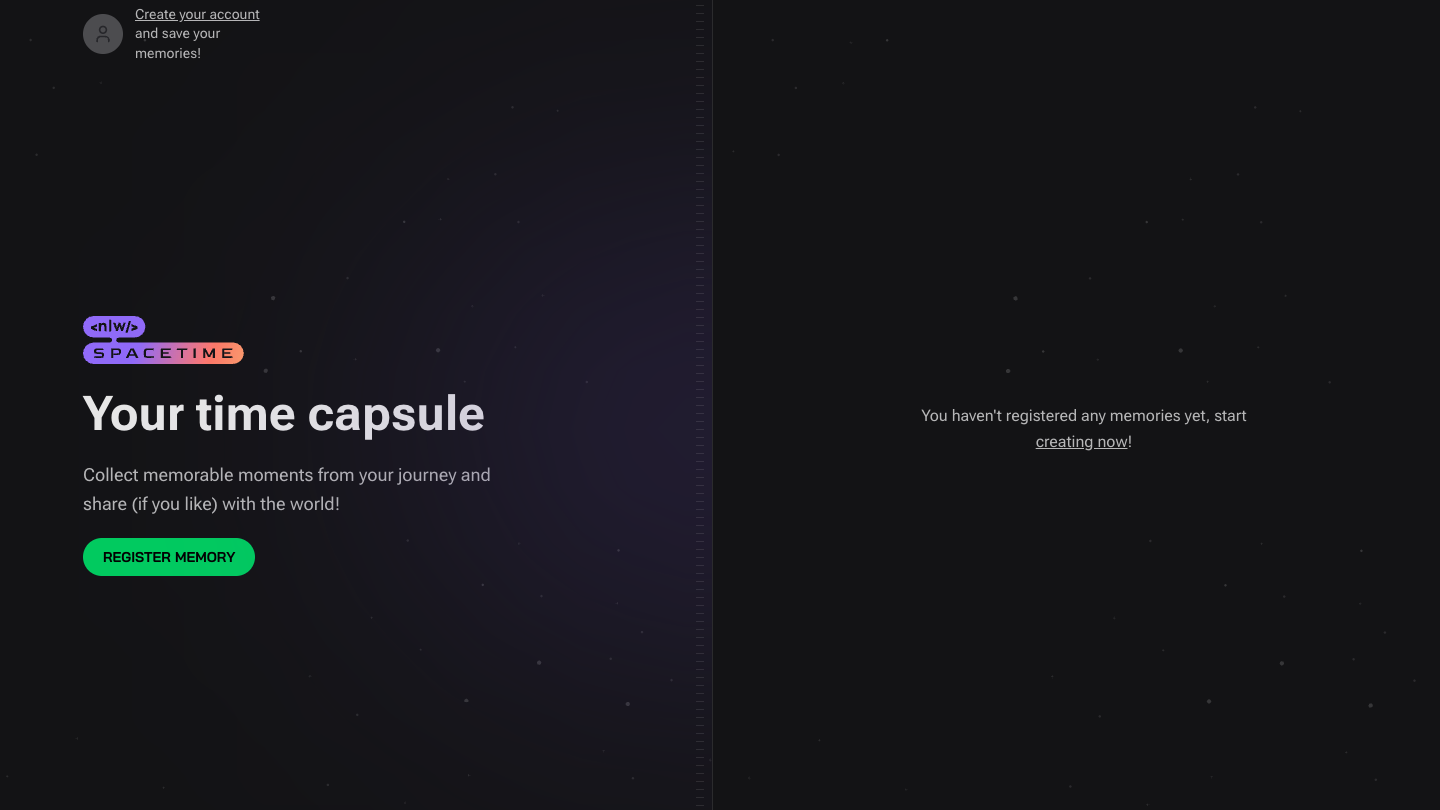 Create your account
and save your
memories!
<nlw/>
SPACETIME
Your time capsule
Collect memorable moments from your journey and
share (if you like) with the world!
REGISTER MEMORY
You haven't registered any memories yet, start
creating now!